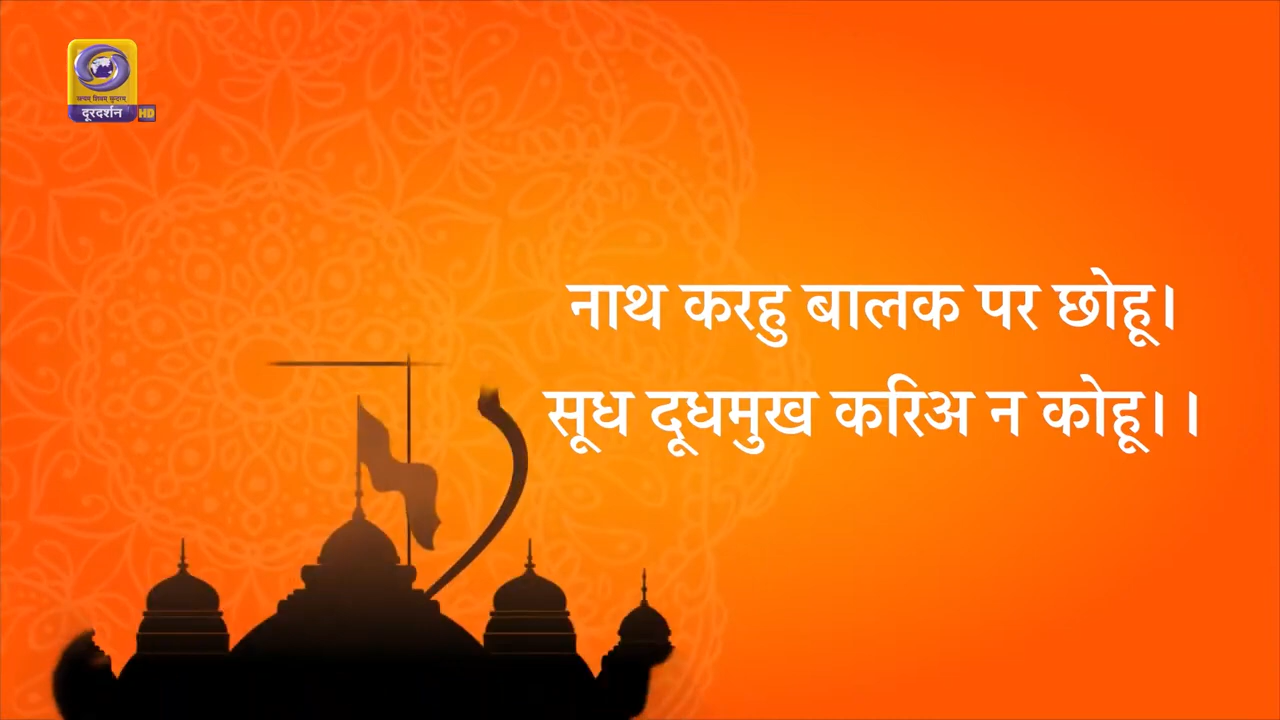 सत्यम् शिवम् सुन्दरम्
दूरदर्शन HD
नाथ करहु बालक पर छोहू।
सूध दूधमुख करिअ न कोहू।।